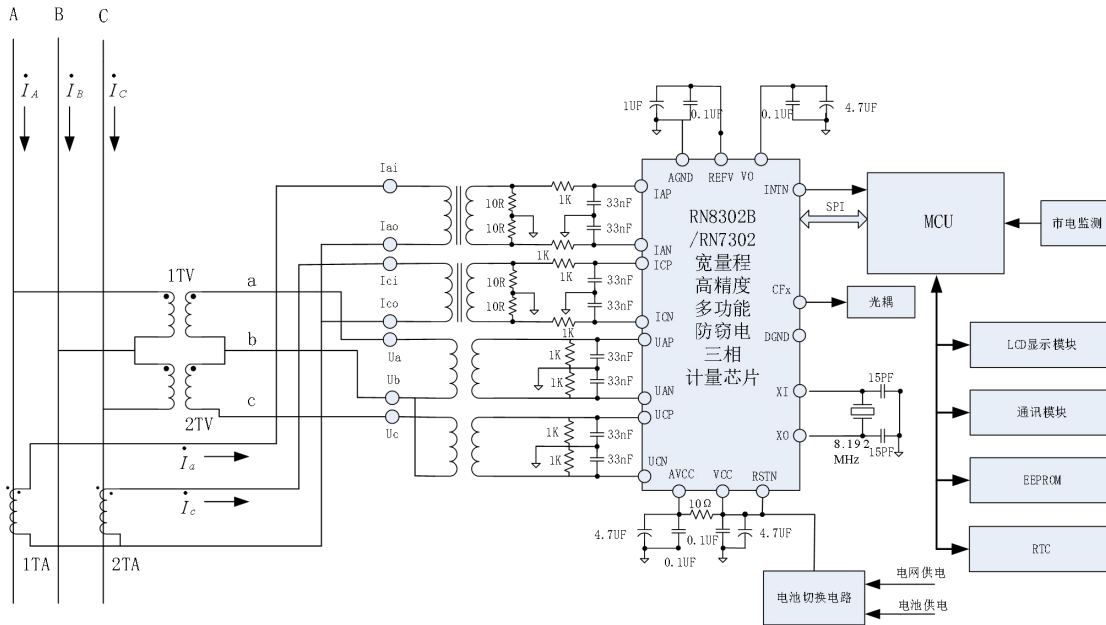 A
B
C
İA
İB
İC
1UF
0.1UF
0.1UF
4.7UF
AGND
REFV
VO
Iai
IAP
INTN
10R
1K
33nF
RN8302B
SPI
MCU
市电监测
10R
33nF
/RN7302
Iao
IAN
宽量程
1K
Ici
1K
ICP
高精度
1TV
a
10R
33nF
多功能
CFx
光耦
10R
33nF
防窃电
Ico
1K
ICN
三相
DGND
Ua
UAP
计量芯片
LCD显示模块
b
1K
33nF
1K
33nF
Ub
UAN
XI
15PF
c
UCP
通讯模块
2TV
Uc
1K
33nF
XO
8.192
MHz
15PF
1K
33nF
İa
UCN
AVCC
VCC
RSTN
EEPROM
İc
10Ω
4.7UF
0.1UF
4.7UF
0.1UF
RTC
1TA
2TA
电池切换电路
电网供电
电池供电